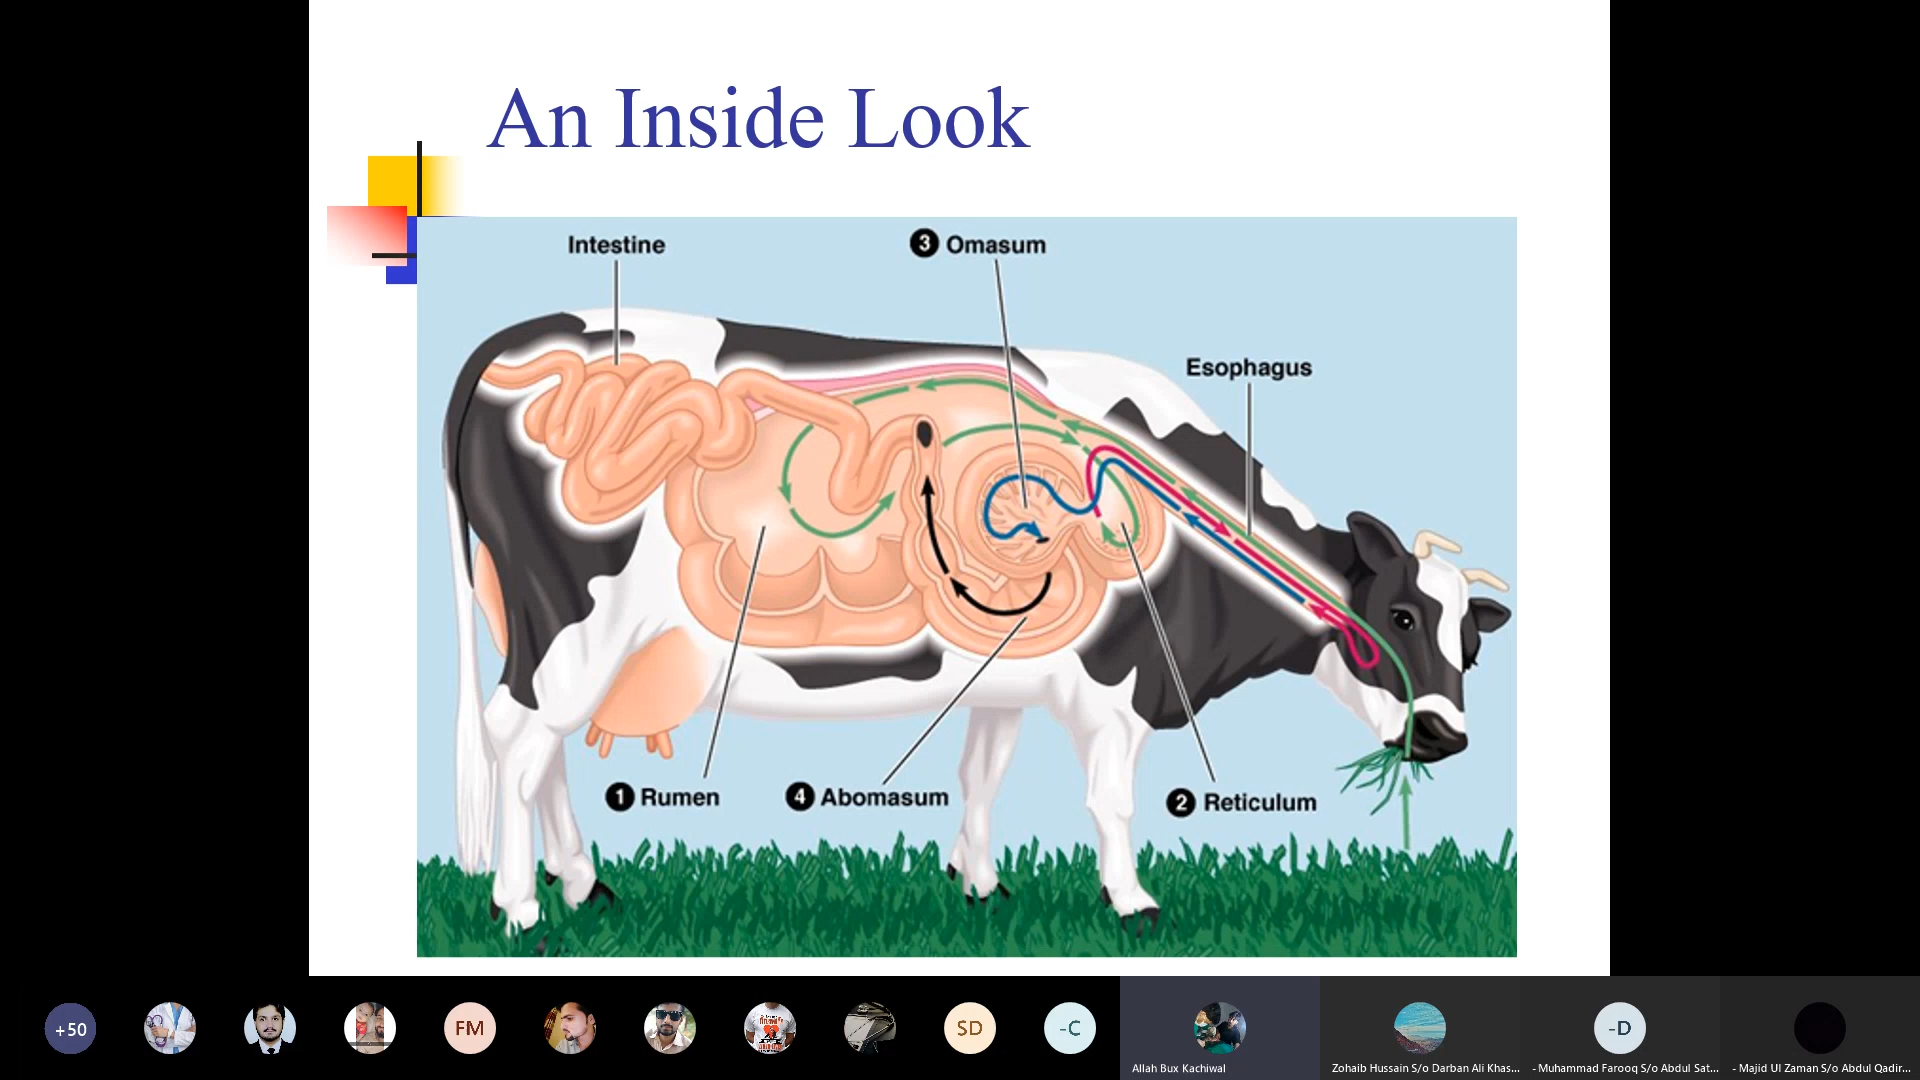 An Inside Look
Intestine
3 Omasum
Esophagus
1 Rumen
4 Abomasum
2 Reticulum
+50
FM
SD
-C
-D
Allah Bux Kachiwal
Zohaib Hussain S/o Darban Ali Khas...
- Muhammad Farooq S/o Abdul Sat...
- Majid Ul Zaman S/o Abdul Qadir...